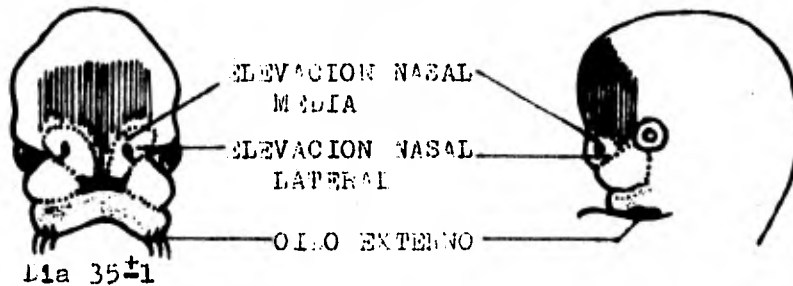 ELEVACION NASAL
MEDIA
ELEVACION NASAL
LATERAL
OIDO EXTERNO
Dia 35±1